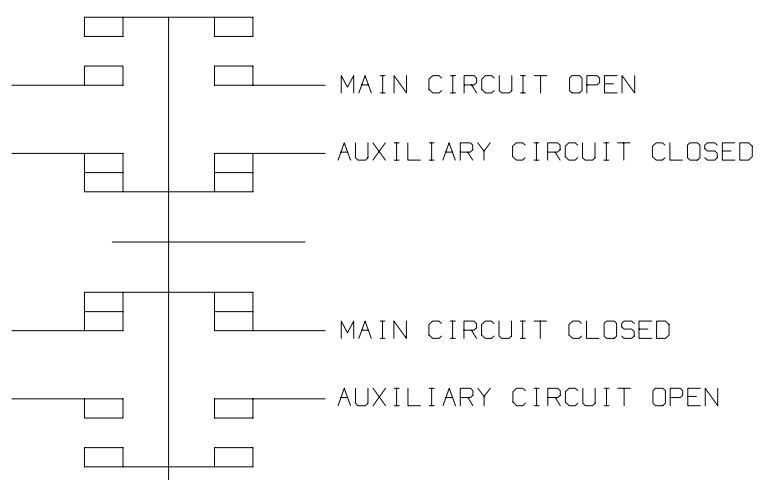 MAIN CIRCUIT OPEN
AUXILIARY CIRCUIT CLOSED
MAIN CIRCUIT CLOSED
AUXILIARY CIRCUIT OPEN